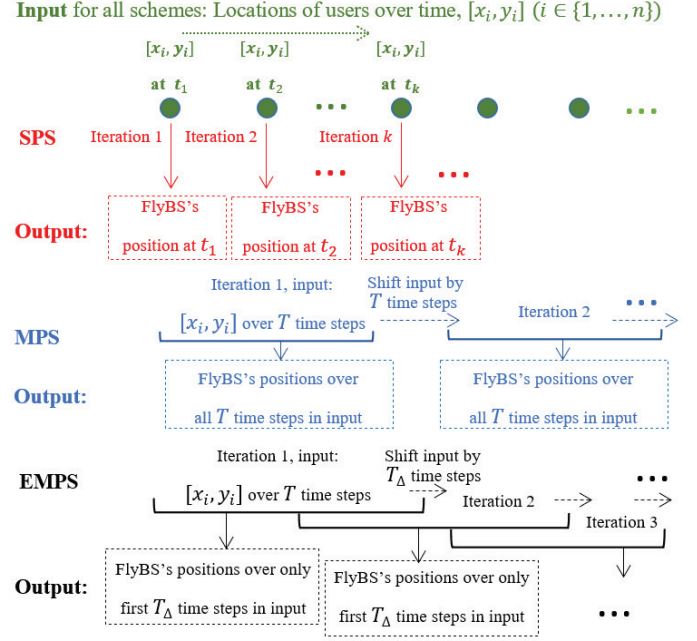 Input for all schemes: Locations of users over time, [xᵢ, yᵢ] (i ∈ {1, … , n})
[xᵢ, yᵢ] [xᵢ, yᵢ] [xᵢ, yᵢ]
at t₁ at t₂ ••• at tₖ
•••
SPS Iteration 1 Iteration 2 Iteration k
••• •••
FlyBS's FlyBS's FlyBS's
Output: position at t₁ position at t₂ position at tₖ
Iteration 1, input: Shift input by
T time steps •••
[xᵢ, yᵢ] over T time steps Iteration 2
MPS
FlyBS's positions over FlyBS's positions over
Output:
all T time steps in input all T time steps in input
Iteration 1, input: Shift input by
EMPS T_Δ time steps •••
[xᵢ, yᵢ] over T time steps Iteration 2
Iteration 3
FlyBS's positions over only FlyBS's positions over only
Output:
first T_Δ time steps in input first T_Δ time steps in input •••